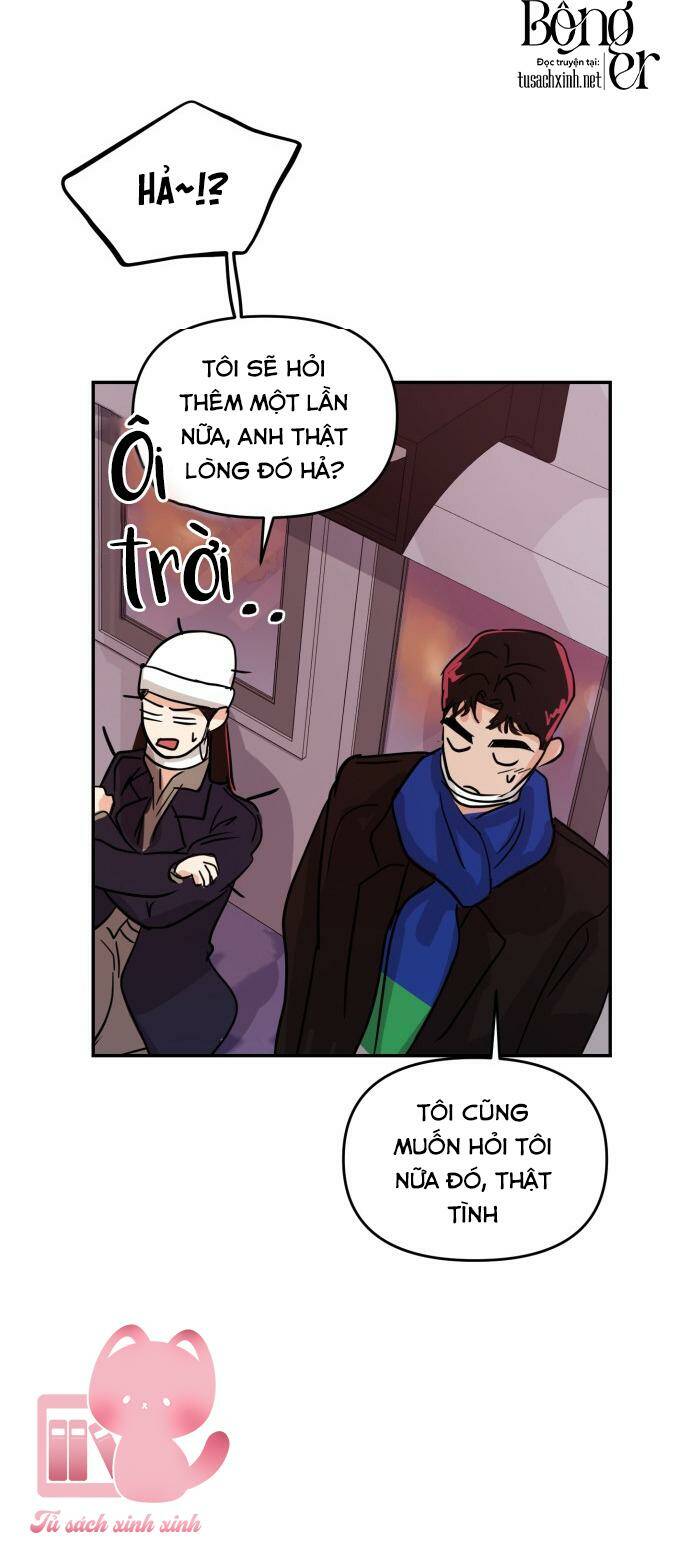 Bông
er
Đọc truyện tại:
tusachxinh.net
HẢ~!?
TÔI SẼ HỎI
THÊM MỘT LẦN
NỮA, ANH THẬT
LÒNG ĐÓ HẢ?
Ôi
trời..
TÔI CŨNG
MUỐN HỎI TÔI
NỮA ĐÓ, THẬT
TÌNH
Tủ sách xinh xinh